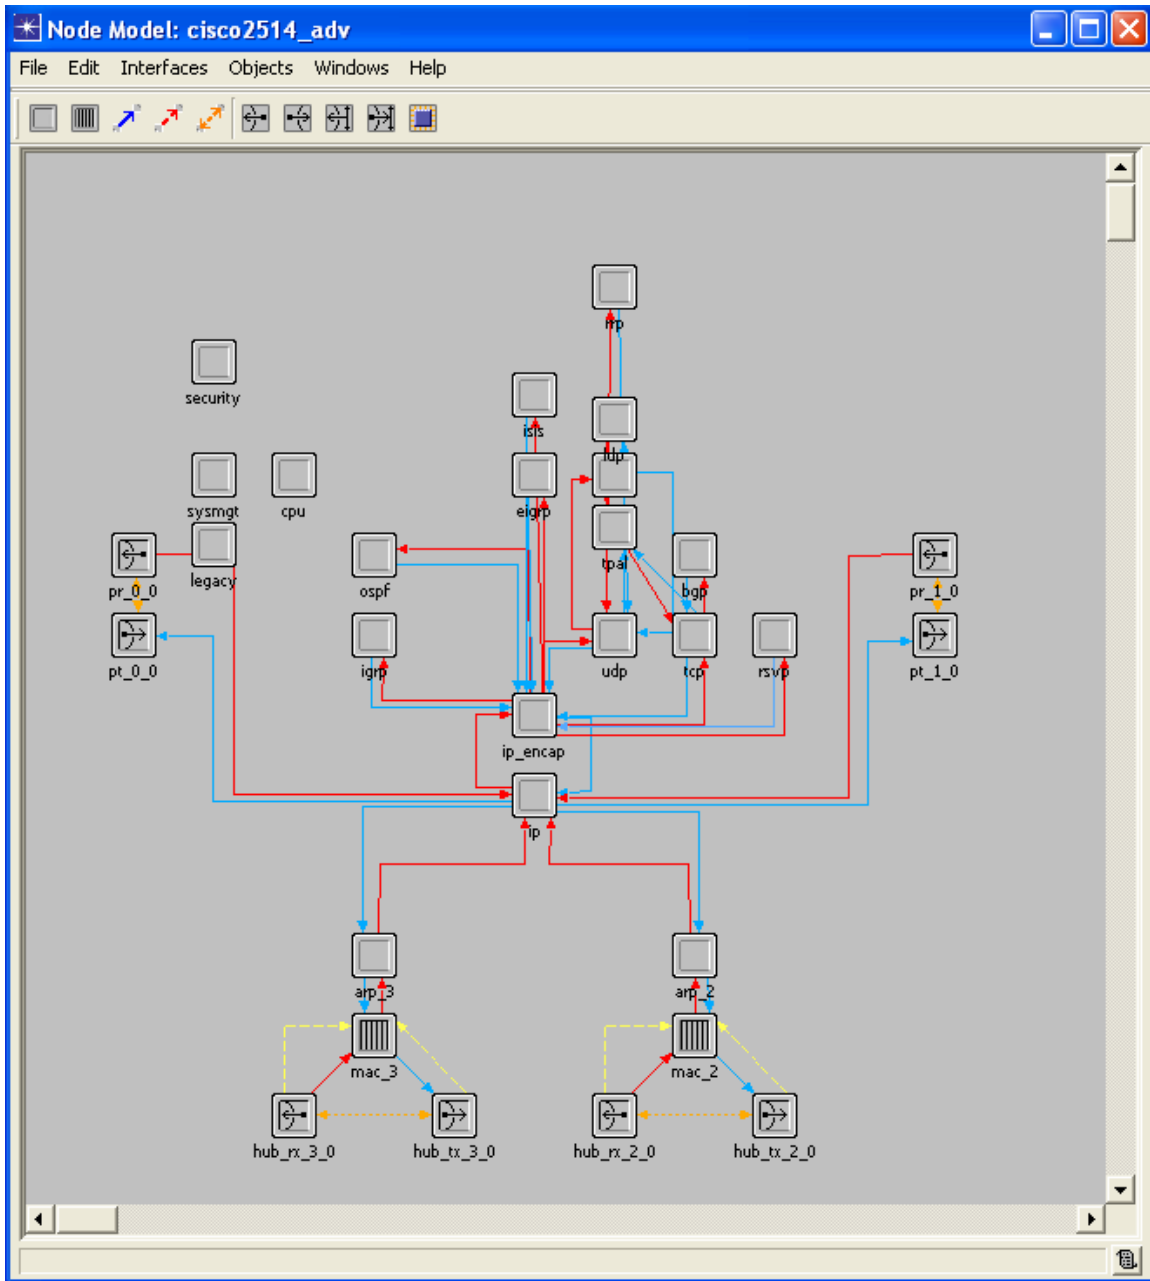 Node Model: cisco2514_adv
File Edit Interfaces Objects Windows Help
security
isis
ldp
sysmgt
cpu
eigrp
tpal
pr_0_0
legacy
ospf
bgp
pr_1_0
pt_0_0
igrp
udp
tcp
rsvp
pt_1_0
ip_encap
ip
arp_3
arp_2
mac_3
mac_2
hub_rx_3_0
hub_tx_3_0
hub_rx_2_0
hub_tx_2_0